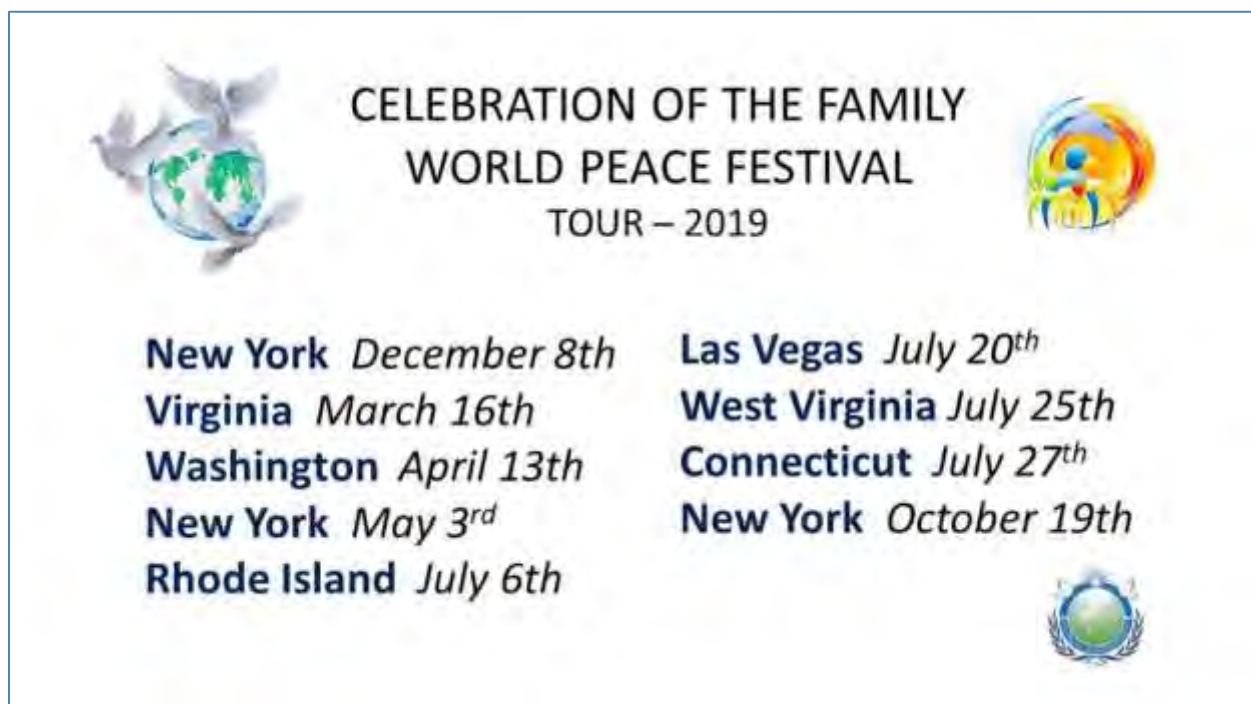 CELEBRATION OF THE FAMILY
WORLD PEACE FESTIVAL
TOUR – 2019
New York December 8th
Virginia March 16th
Washington April 13th
New York May 3rd
Rhode Island July 6th
Las Vegas July 20th
West Virginia July 25th
Connecticut July 27th
New York October 19th